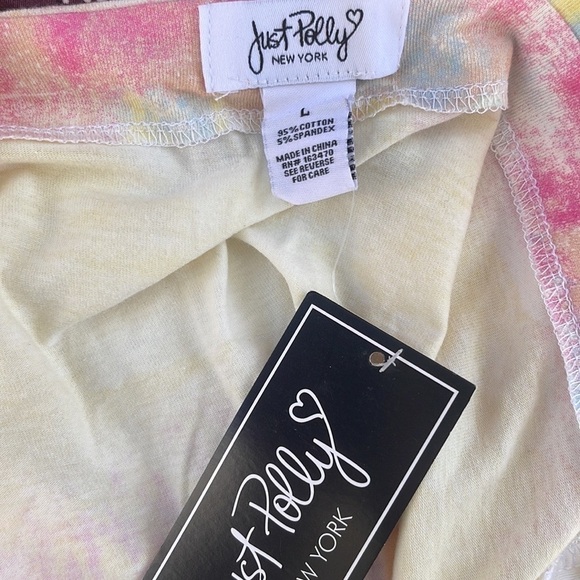 Just Polly
NEW YORK
L
95% COTTON
5% SPANDEX
MADE IN CHINA
RN# 163470
SEE REVERSE
FOR CARE
Just Polly
NEW YORK